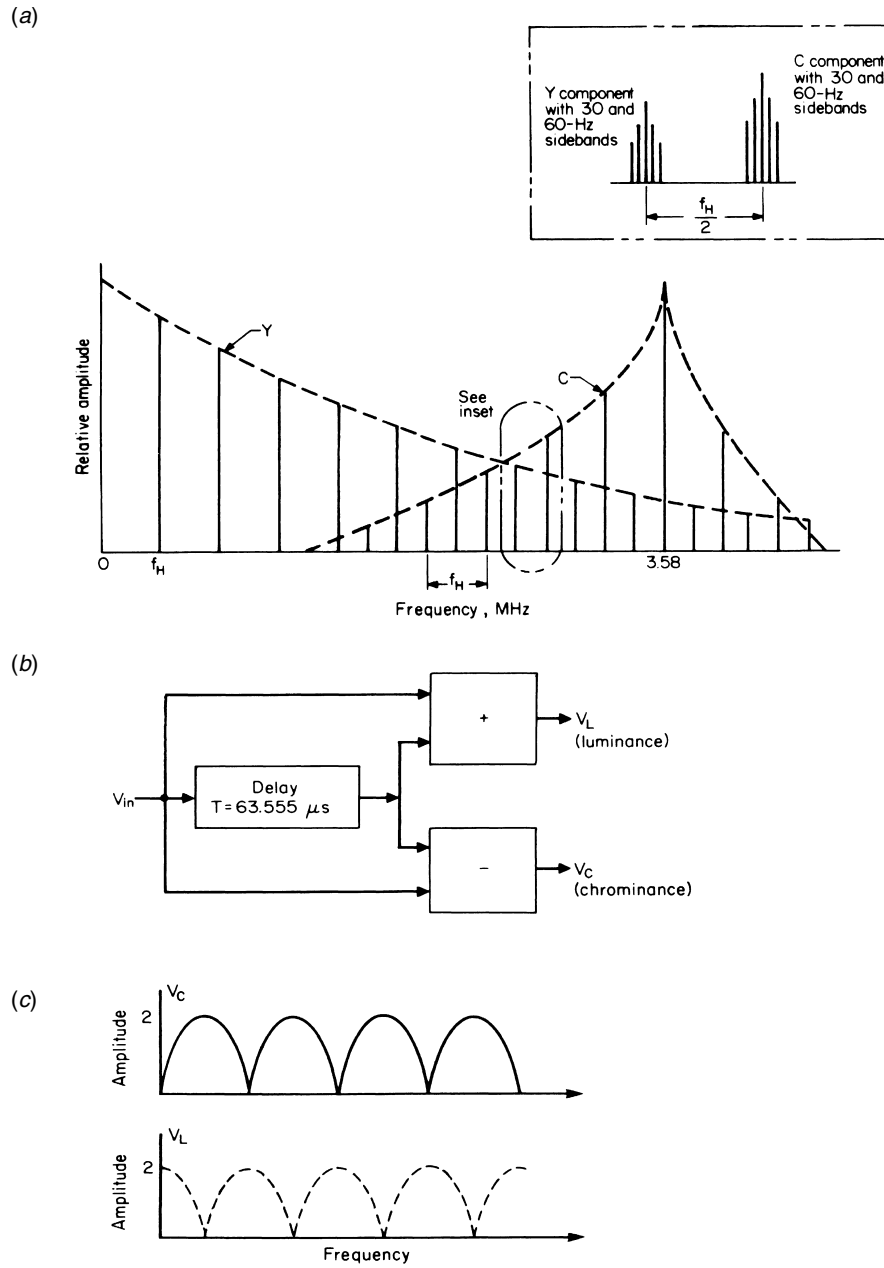 (a)
Y component
with 30 and
60-Hz
sidebands
C component
with 30 and
60-Hz
sidebands
f_H
2
Relative amplitude
Y
See
inset
C
0
f_H
f_H
3.58
Frequency , MHz
(b)
V_in
Delay
T = 63.555 μs
+
V_L
(luminance)
−
V_C
(chrominance)
(c)
V_C
2
Amplitude
V_L
2
Amplitude
Frequency